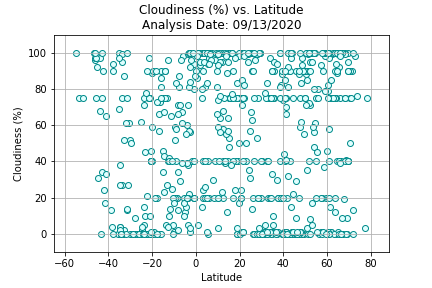 Cloudiness (%) vs. Latitude
Analysis Date: 09/13/2020
100
80
60
40
20
0
Cloudiness (%)
−60 −40 −20 0 20 40 60 80
Latitude